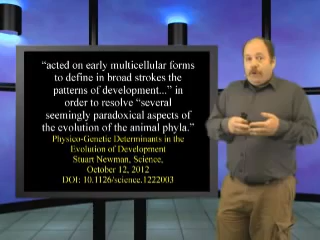 “acted on early multicellular forms
to define in broad strokes the
patterns of development...” in
order to resolve “several
seemingly paradoxical aspects of
the evolution of the animal phyla.”
Physico-Genetic Determinants in the
Evolution of Development
Stuart Newman, Science,
October 12, 2012
DOI: 10.1126/science.1222003